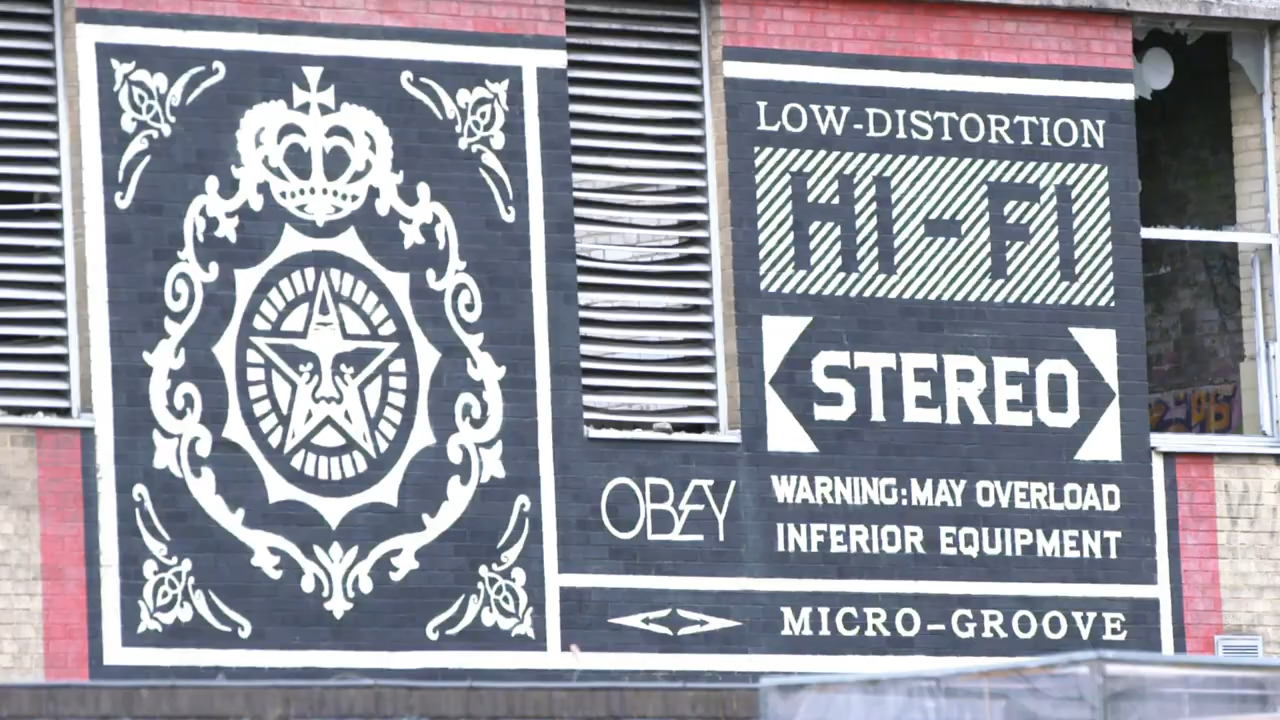 LOW-DISTORTION
HI-FI
STEREO
OBEY
WARNING: MAY OVERLOAD
INFERIOR EQUIPMENT
MICRO-GROOVE